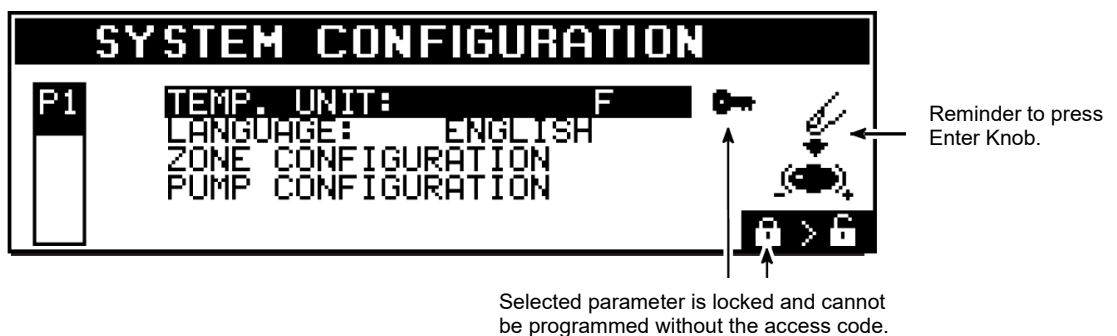 SYSTEM CONFIGURATION
P1
TEMP. UNIT: F
LANGUAGE: ENGLISH
ZONE CONFIGURATION
PUMP CONFIGURATION
- +
>
Reminder to press
Enter Knob.
Selected parameter is locked and cannot
be programmed without the access code.